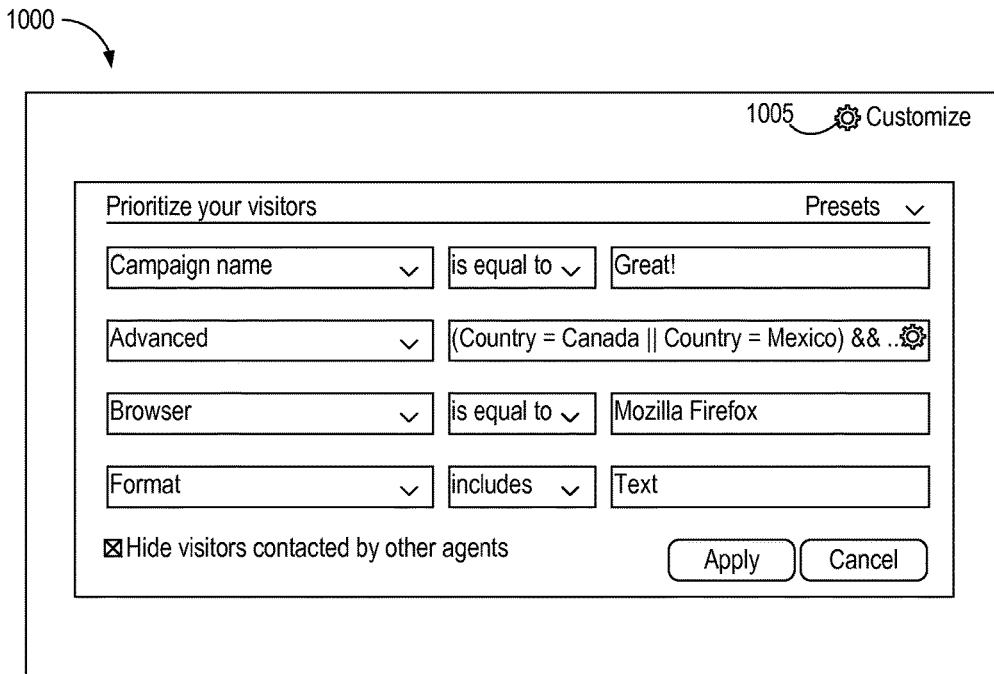 1000
1005 Customize
Prioritize your visitors Presets
Campaign name is equal to Great!
Advanced (Country = Canada || Country = Mexico) && ..
Browser is equal to Mozilla Firefox
Format includes Text
Hide visitors contacted by other agents
Apply Cancel